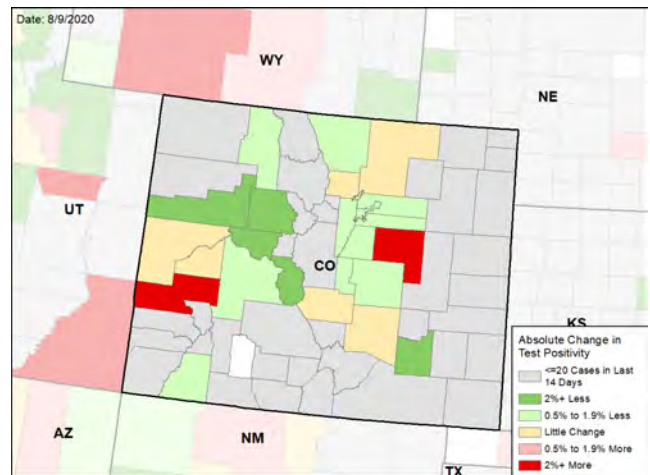 Date: 8/9/2020
WY
NE
UT
CO
KS
AZ
NM
TX
Absolute Change in
Test Positivity
<=20 Cases in Last
14 Days
2%+ Less
0.5% to 1.9% Less
Little Change
0.5% to 1.9% More
2%+ More